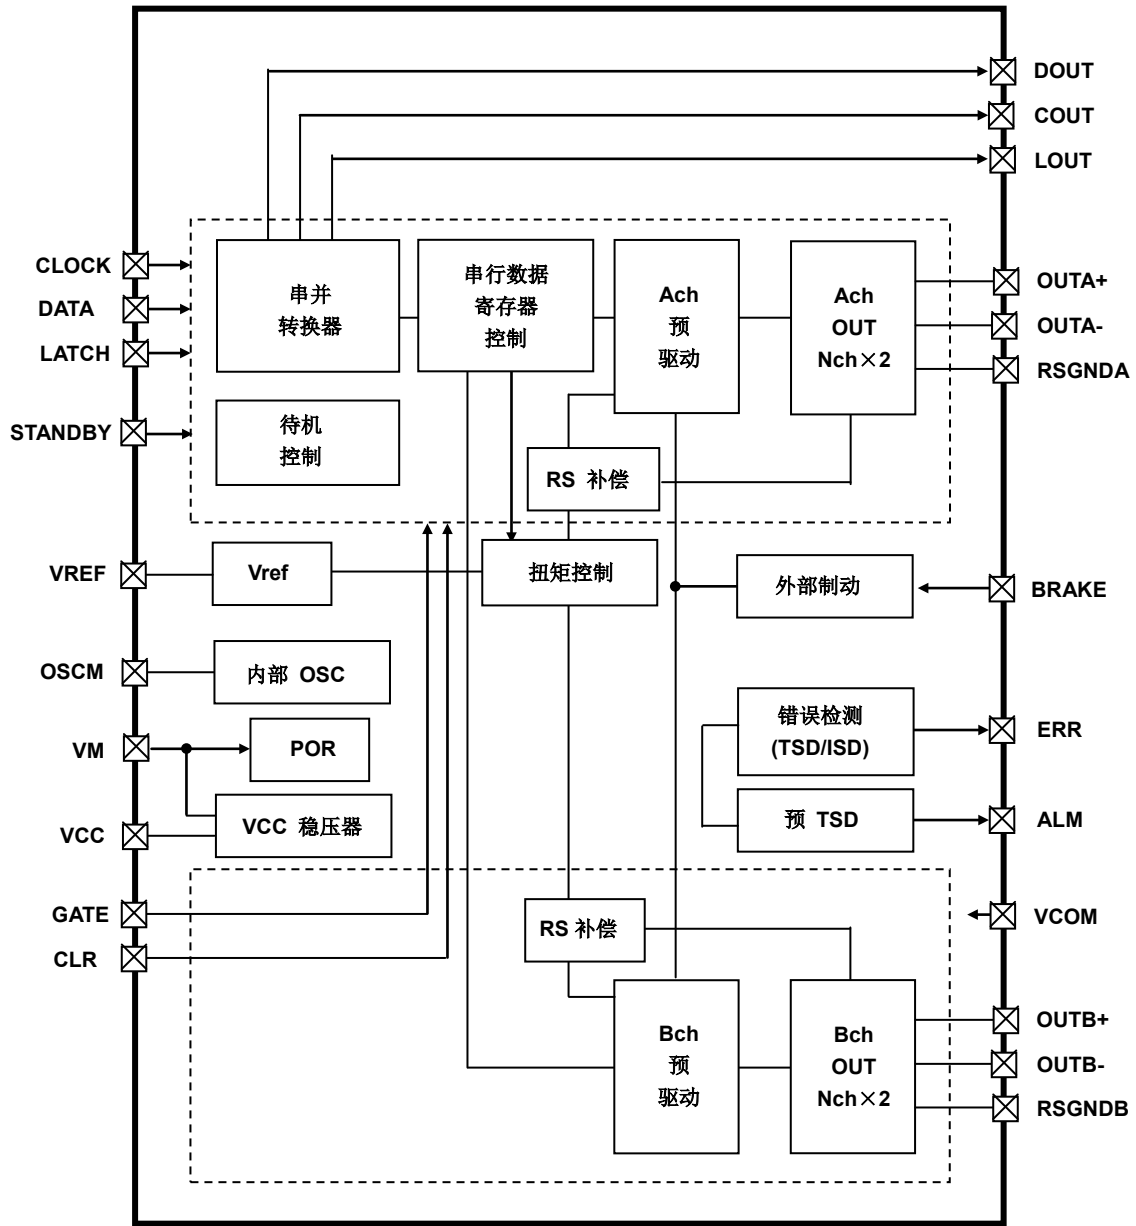 DOUT
COUT
LOUT
CLOCK
DATA
LATCH
STANDBY
串并
转换器
串行数据
寄存器
控制
Ach
预
驱动
Ach
OUT
Nch×2
OUTA+
OUTA-
RSGNDA
待机
控制
RS 补偿
VREF
Vref
扭矩控制
外部制动
BRAKE
OSCM
内部 OSC
错误检测
(TSD/ISD)
ERR
VM
POR
VCC
VCC 稳压器
预 TSD
ALM
GATE
CLR
RS 补偿
VCOM
Bch
预
驱动
Bch
OUT
Nch×2
OUTB+
OUTB-
RSGNDB